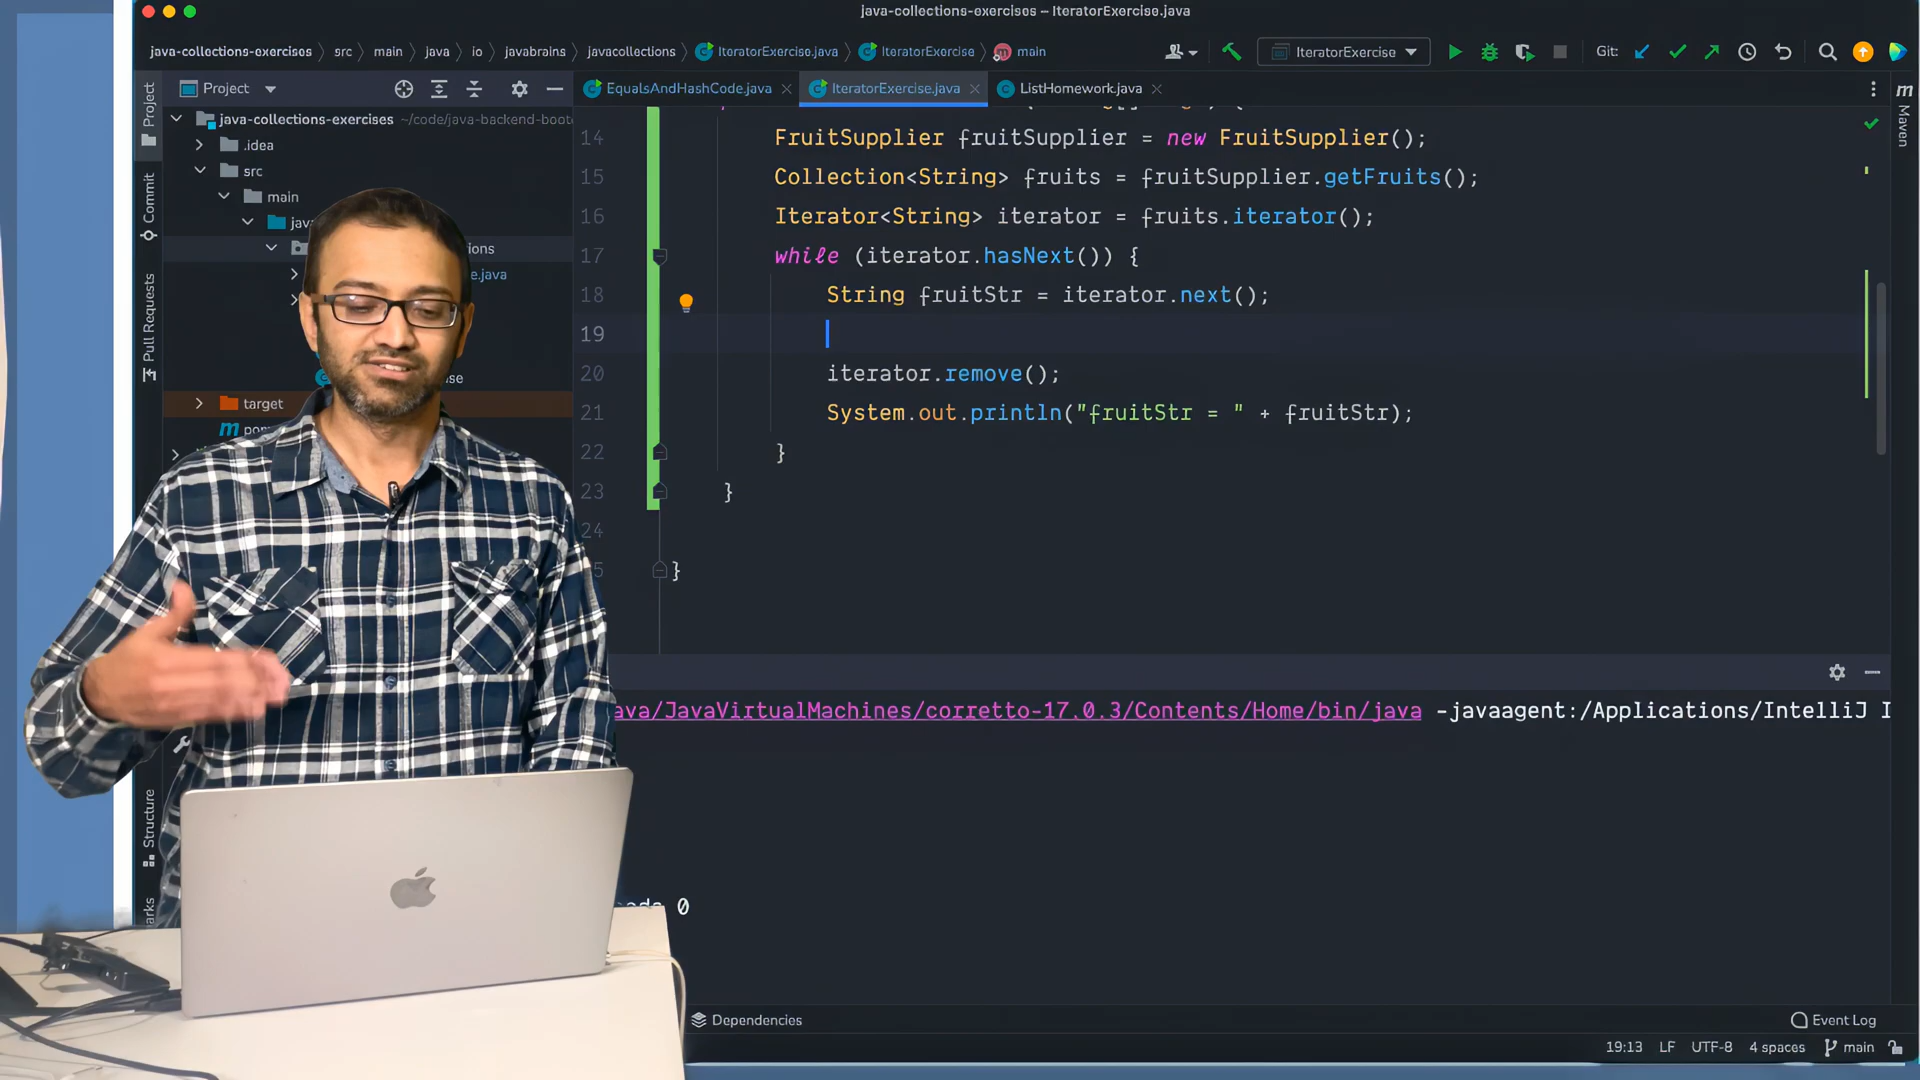 java-collections-exercises – IteratorExercise.java
java-collections-exercises src main java io javabrains javacollections IteratorExercise.java IteratorExercise main
IteratorExercise Git:
Project
EqualsAndHashCode.java IteratorExercise.java ListHomework.java
Project
Commit
Pull Requests
Structure
Maven
java-collections-exercises ~/code/java-backend-boot
.idea
src
main
target
14 FruitSupplier fruitSupplier = new FruitSupplier();
15 Collection<String> fruits = fruitSupplier.getFruits();
16 Iterator<String> iterator = fruits.iterator();
17 while (iterator.hasNext()) {
18 String fruitStr = iterator.next();
19
20 iterator.remove();
21 System.out.println("fruitStr = " + fruitStr);
22 }
23 }
24
}
ava/JavaVirtualMachines/corretto-17.0.3/Contents/Home/bin/java -javaagent:/Applications/IntelliJ I
0
Dependencies
Event Log
19:13 LF UTF-8 4 spaces main